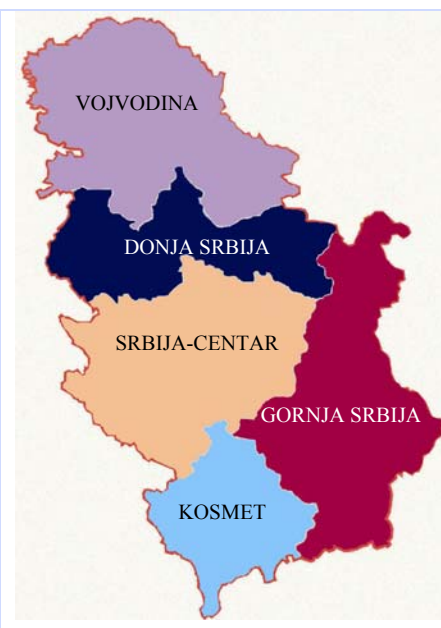 VOJVODINA
DONJA SRBIJA
SRBIJA-CENTAR
GORNJA SRBIJA
KOSMET